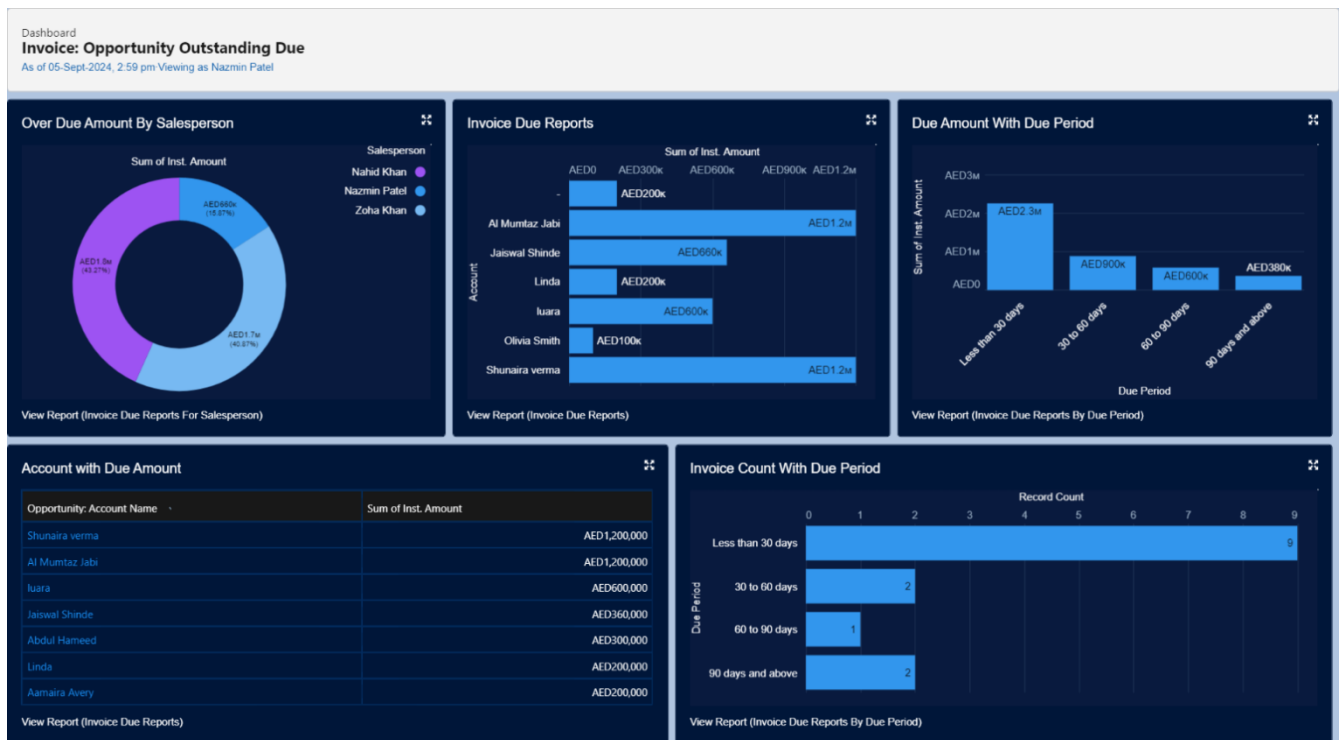 Dashboard
Invoice: Opportunity Outstanding Due
As of 05-Sept-2024, 2:59 pm·Viewing as Nazmin Patel
Over Due Amount By Salesperson
Sum of Inst. Amount
Salesperson
Nahid Khan
Nazmin Patel
Zoha Khan
AED660K
(15.87%)
AED1.8M
(43.27%)
AED1.7M
(40.87%)
View Report (Invoice Due Reports For Salesperson)
Invoice Due Reports
Sum of Inst. Amount
AED0 AED300K AED600K AED900K AED1.2M
Account
- AED200K
Al Mumtaz Jabi AED1.2M
Jaiswal Shinde AED660K
Linda AED200K
luara AED600K
Olivia Smith AED100K
Shunaira verma AED1.2M
View Report (Invoice Due Reports)
Due Amount With Due Period
Sum of Inst. Amount
AED3M
AED2M
AED1M
AED0
AED2.3M
AED900K
AED600K
AED380K
Less than 30 days
30 to 60 days
60 to 90 days
90 days and above
Due Period
View Report (Invoice Due Reports By Due Period)
Account with Due Amount
Opportunity: Account Name Sum of Inst. Amount
Shunaira verma AED1,200,000
Al Mumtaz Jabi AED1,200,000
luara AED600,000
Jaiswal Shinde AED360,000
Abdul Hameed AED300,000
Linda AED200,000
Aamaira Avery AED200,000
View Report (Invoice Due Reports)
Invoice Count With Due Period
Record Count
0 1 2 3 4 5 6 7 8 9
Due Period
Less than 30 days 9
30 to 60 days 2
60 to 90 days 1
90 days and above 2
View Report (Invoice Due Reports By Due Period)